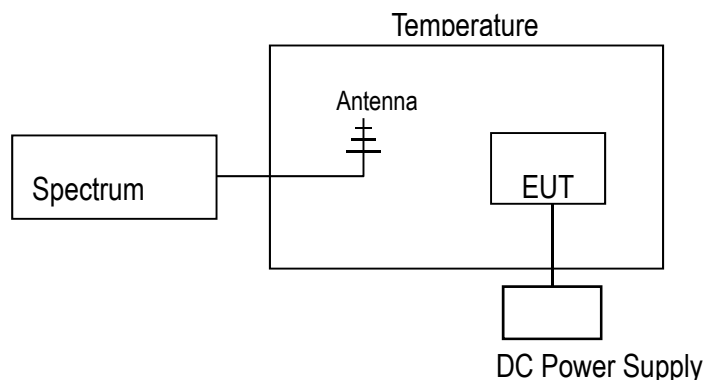 Temperature
Antenna
Spectrum
EUT
DC Power Supply